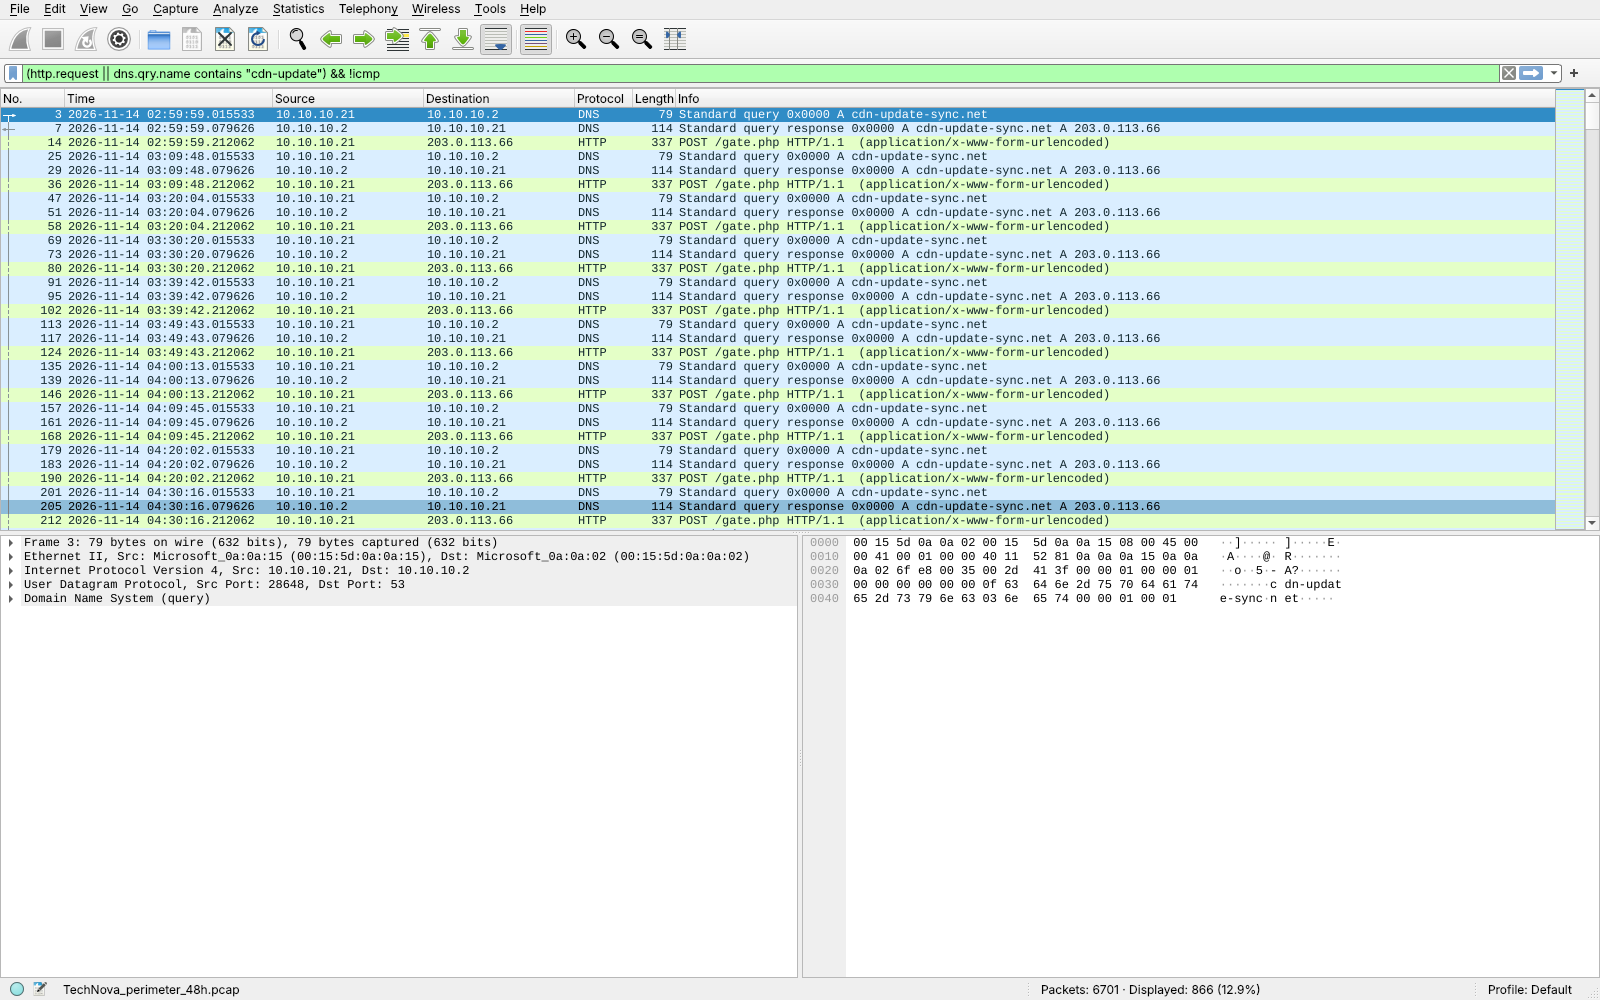 File Edit View Go Capture Analyze Statistics Telephony Wireless Tools Help
(http.request || dns.qry.name contains "cdn-update") && !icmp
No. Time Source Destination Protocol Length Info
3 2026-11-14 02:59:59.015533 10.10.10.21 10.10.10.2 DNS 79 Standard query 0x0000 A cdn-update-sync.net
7 2026-11-14 02:59:59.079626 10.10.10.2 10.10.10.21 DNS 114 Standard query response 0x0000 A cdn-update-sync.net A 203.0.113.66
14 2026-11-14 02:59:59.212062 10.10.10.21 203.0.113.66 HTTP 337 POST /gate.php HTTP/1.1 (application/x-www-form-urlencoded)
25 2026-11-14 03:09:48.015533 10.10.10.21 10.10.10.2 DNS 79 Standard query 0x0000 A cdn-update-sync.net
29 2026-11-14 03:09:48.079626 10.10.10.2 10.10.10.21 DNS 114 Standard query response 0x0000 A cdn-update-sync.net A 203.0.113.66
36 2026-11-14 03:09:48.212062 10.10.10.21 203.0.113.66 HTTP 337 POST /gate.php HTTP/1.1 (application/x-www-form-urlencoded)
47 2026-11-14 03:20:04.015533 10.10.10.21 10.10.10.2 DNS 79 Standard query 0x0000 A cdn-update-sync.net
51 2026-11-14 03:20:04.079626 10.10.10.2 10.10.10.21 DNS 114 Standard query response 0x0000 A cdn-update-sync.net A 203.0.113.66
58 2026-11-14 03:20:04.212062 10.10.10.21 203.0.113.66 HTTP 337 POST /gate.php HTTP/1.1 (application/x-www-form-urlencoded)
69 2026-11-14 03:30:20.015533 10.10.10.21 10.10.10.2 DNS 79 Standard query 0x0000 A cdn-update-sync.net
73 2026-11-14 03:30:20.079626 10.10.10.2 10.10.10.21 DNS 114 Standard query response 0x0000 A cdn-update-sync.net A 203.0.113.66
80 2026-11-14 03:30:20.212062 10.10.10.21 203.0.113.66 HTTP 337 POST /gate.php HTTP/1.1 (application/x-www-form-urlencoded)
91 2026-11-14 03:39:42.015533 10.10.10.21 10.10.10.2 DNS 79 Standard query 0x0000 A cdn-update-sync.net
95 2026-11-14 03:39:42.079626 10.10.10.2 10.10.10.21 DNS 114 Standard query response 0x0000 A cdn-update-sync.net A 203.0.113.66
102 2026-11-14 03:39:42.212062 10.10.10.21 203.0.113.66 HTTP 337 POST /gate.php HTTP/1.1 (application/x-www-form-urlencoded)
113 2026-11-14 03:49:43.015533 10.10.10.21 10.10.10.2 DNS 79 Standard query 0x0000 A cdn-update-sync.net
117 2026-11-14 03:49:43.079626 10.10.10.2 10.10.10.21 DNS 114 Standard query response 0x0000 A cdn-update-sync.net A 203.0.113.66
124 2026-11-14 03:49:43.212062 10.10.10.21 203.0.113.66 HTTP 337 POST /gate.php HTTP/1.1 (application/x-www-form-urlencoded)
135 2026-11-14 04:00:13.015533 10.10.10.21 10.10.10.2 DNS 79 Standard query 0x0000 A cdn-update-sync.net
139 2026-11-14 04:00:13.079626 10.10.10.2 10.10.10.21 DNS 114 Standard query response 0x0000 A cdn-update-sync.net A 203.0.113.66
146 2026-11-14 04:00:13.212062 10.10.10.21 203.0.113.66 HTTP 337 POST /gate.php HTTP/1.1 (application/x-www-form-urlencoded)
157 2026-11-14 04:09:45.015533 10.10.10.21 10.10.10.2 DNS 79 Standard query 0x0000 A cdn-update-sync.net
161 2026-11-14 04:09:45.079626 10.10.10.2 10.10.10.21 DNS 114 Standard query response 0x0000 A cdn-update-sync.net A 203.0.113.66
168 2026-11-14 04:09:45.212062 10.10.10.21 203.0.113.66 HTTP 337 POST /gate.php HTTP/1.1 (application/x-www-form-urlencoded)
179 2026-11-14 04:20:02.015533 10.10.10.21 10.10.10.2 DNS 79 Standard query 0x0000 A cdn-update-sync.net
183 2026-11-14 04:20:02.079626 10.10.10.2 10.10.10.21 DNS 114 Standard query response 0x0000 A cdn-update-sync.net A 203.0.113.66
190 2026-11-14 04:20:02.212062 10.10.10.21 203.0.113.66 HTTP 337 POST /gate.php HTTP/1.1 (application/x-www-form-urlencoded)
201 2026-11-14 04:30:16.015533 10.10.10.21 10.10.10.2 DNS 79 Standard query 0x0000 A cdn-update-sync.net
205 2026-11-14 04:30:16.079626 10.10.10.2 10.10.10.21 DNS 114 Standard query response 0x0000 A cdn-update-sync.net A 203.0.113.66
212 2026-11-14 04:30:16.212062 10.10.10.21 203.0.113.66 HTTP 337 POST /gate.php HTTP/1.1 (application/x-www-form-urlencoded)
Frame 3: 79 bytes on wire (632 bits), 79 bytes captured (632 bits)
Ethernet II, Src: Microsoft_0a:0a:15 (00:15:5d:0a:0a:15), Dst: Microsoft_0a:0a:02 (00:15:5d:0a:0a:02)
Internet Protocol Version 4, Src: 10.10.10.21, Dst: 10.10.10.2
User Datagram Protocol, Src Port: 28648, Dst Port: 53
Domain Name System (query)
0000 00 15 5d 0a 0a 02 00 15 5d 0a 0a 15 08 00 45 00 ··]····· ]·····E·
0010 00 41 00 01 00 00 40 11 52 81 0a 0a 0a 15 0a 0a ·A····@· R·······
0020 0a 02 6f e8 00 35 00 2d 41 3f 00 00 01 00 00 01 ··o··5·- A?······
0030 00 00 00 00 00 00 0f 63 64 6e 2d 75 70 64 61 74 ·······c dn-updat
0040 65 2d 73 79 6e 63 03 6e 65 74 00 00 01 00 01 e-sync·n et·····
TechNova_perimeter_48h.pcap
Packets: 6701 · Displayed: 866 (12.9%)
Profile: Default